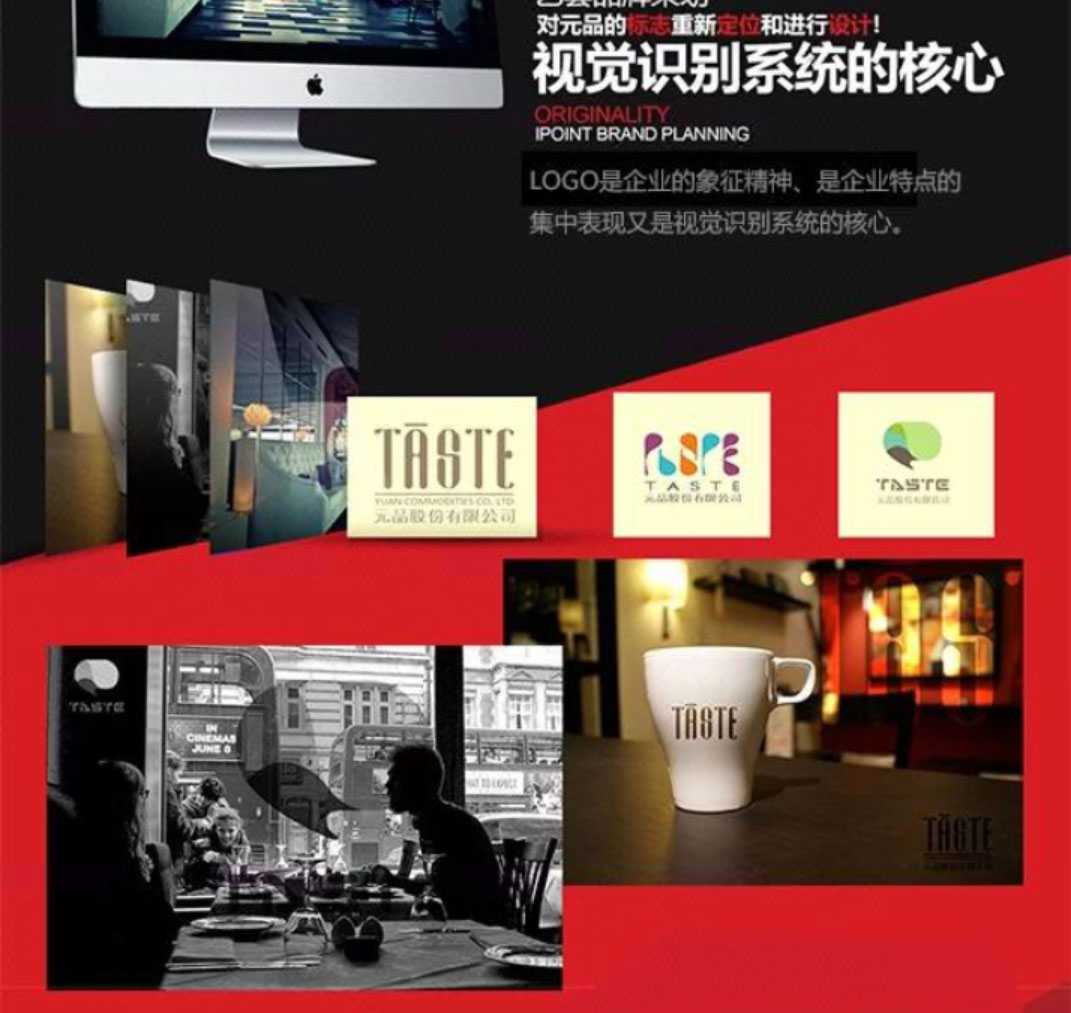 对元品的标志重新定位和进行设计!
视觉识别系统的核心
ORIGINALITY
IPOINT BRAND PLANNING
LOGO是企业的象征精神、是企业特点的
集中表现又是视觉识别系统的核心。
TASTE
TĀSTE
YUAN COMMODITIES CO., LTD.
元品股份有限公司
TASTE
元品股份有限公司
TASTE
元品股份有限公司
TASTE
IN
CINEMAS
JUNE 8
TĀSTE
TĀSTE